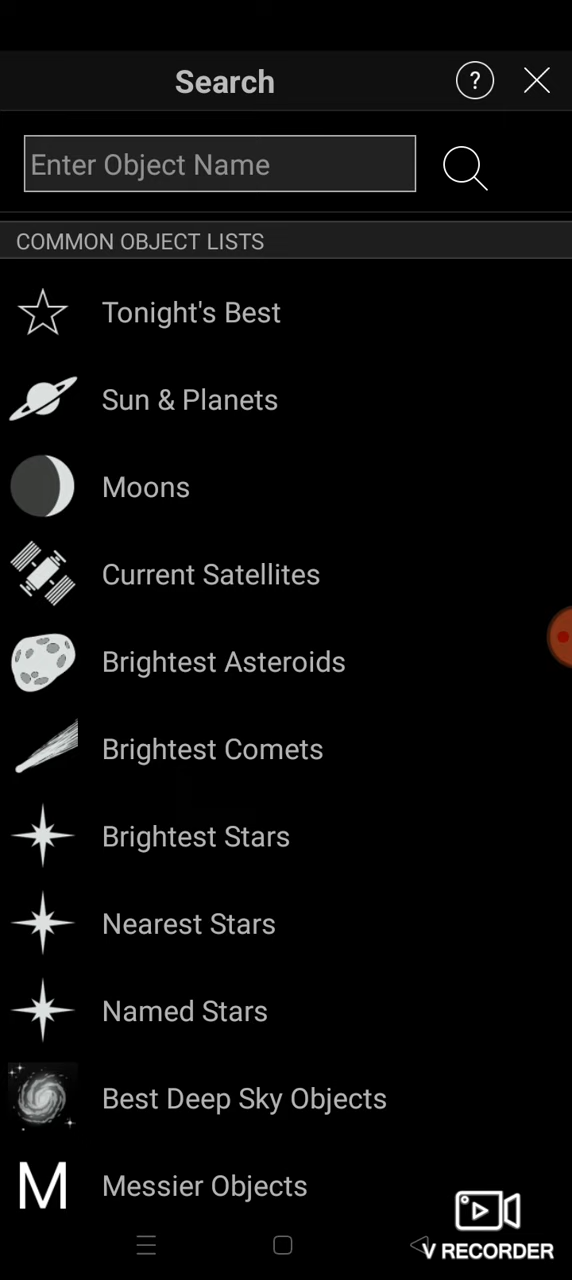 Search
?
Enter Object Name
COMMON OBJECT LISTS
Tonight's Best
Sun & Planets
Moons
Current Satellites
Brightest Asteroids
Brightest Comets
Brightest Stars
Nearest Stars
Named Stars
Best Deep Sky Objects
M Messier Objects
V RECORDER